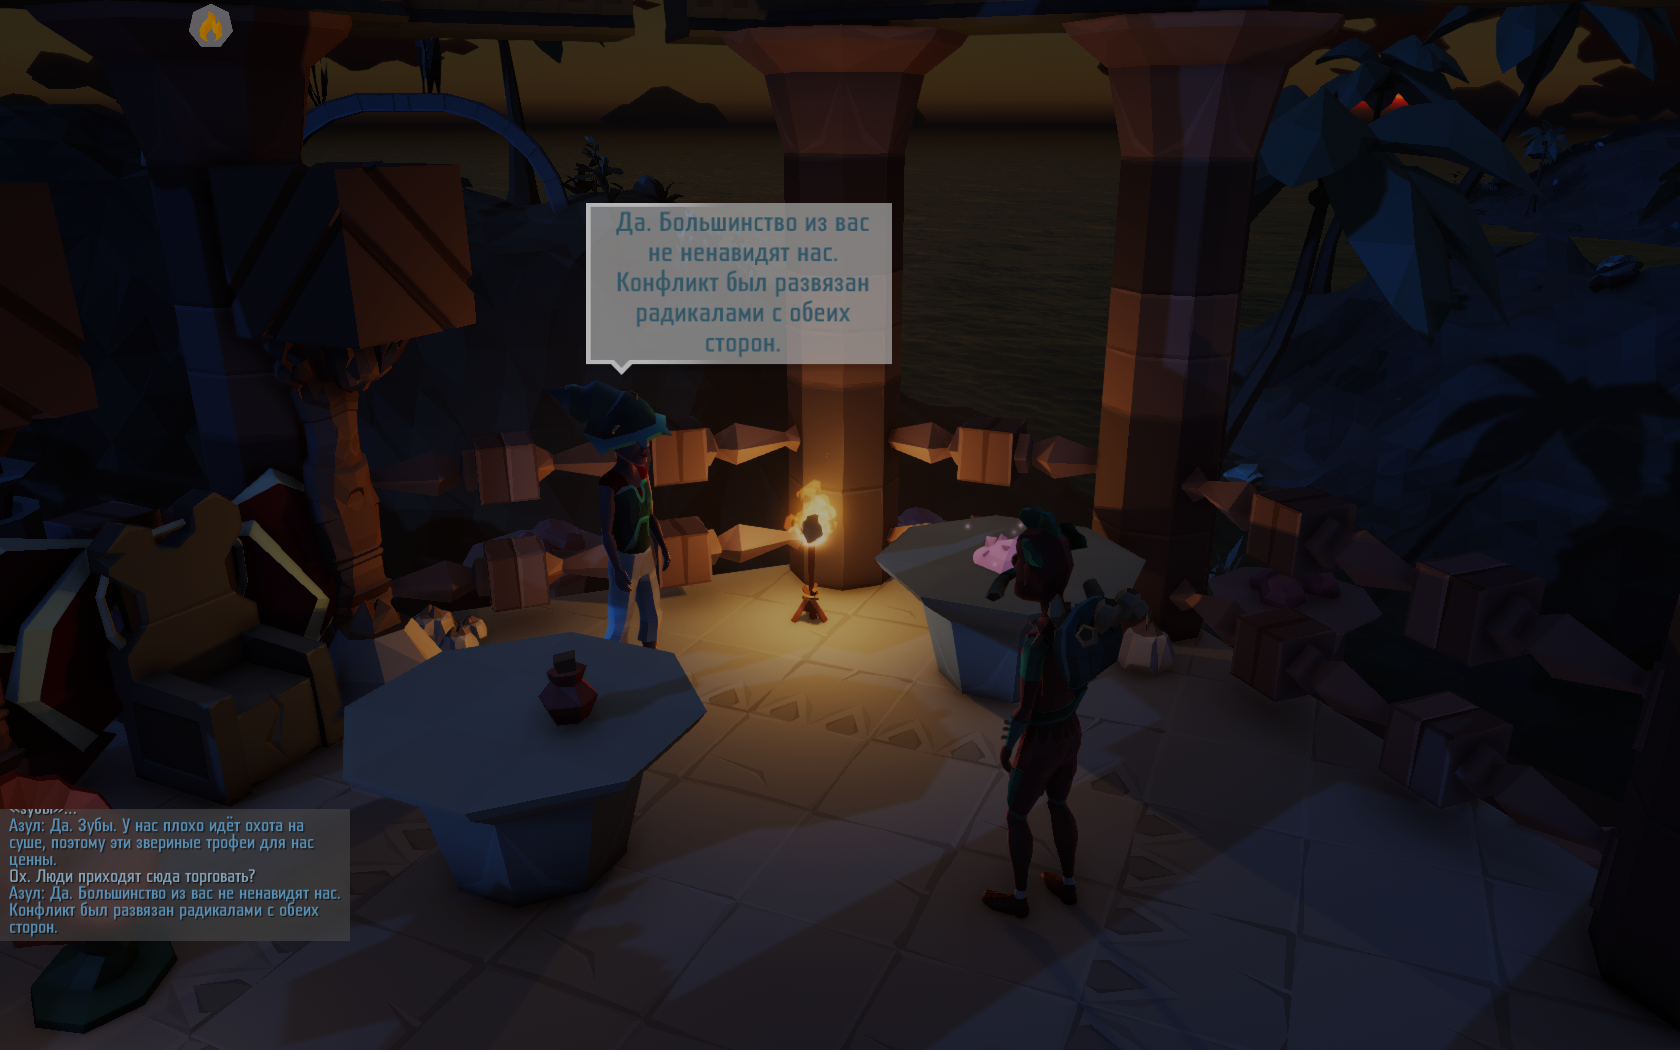 Да. Большинство из вас
не ненавидят нас.
Конфликт был развязан
радикалами с обеих
сторон.
«зубы»...
Азул: Да. Зубы. У нас плохо идёт охота на
суше, поэтому эти звериные трофеи для нас
ценны.
Ох. Люди приходят сюда торговать?
Азул: Да. Большинство из вас не ненавидят нас.
Конфликт был развязан радикалами с обеих
сторон.